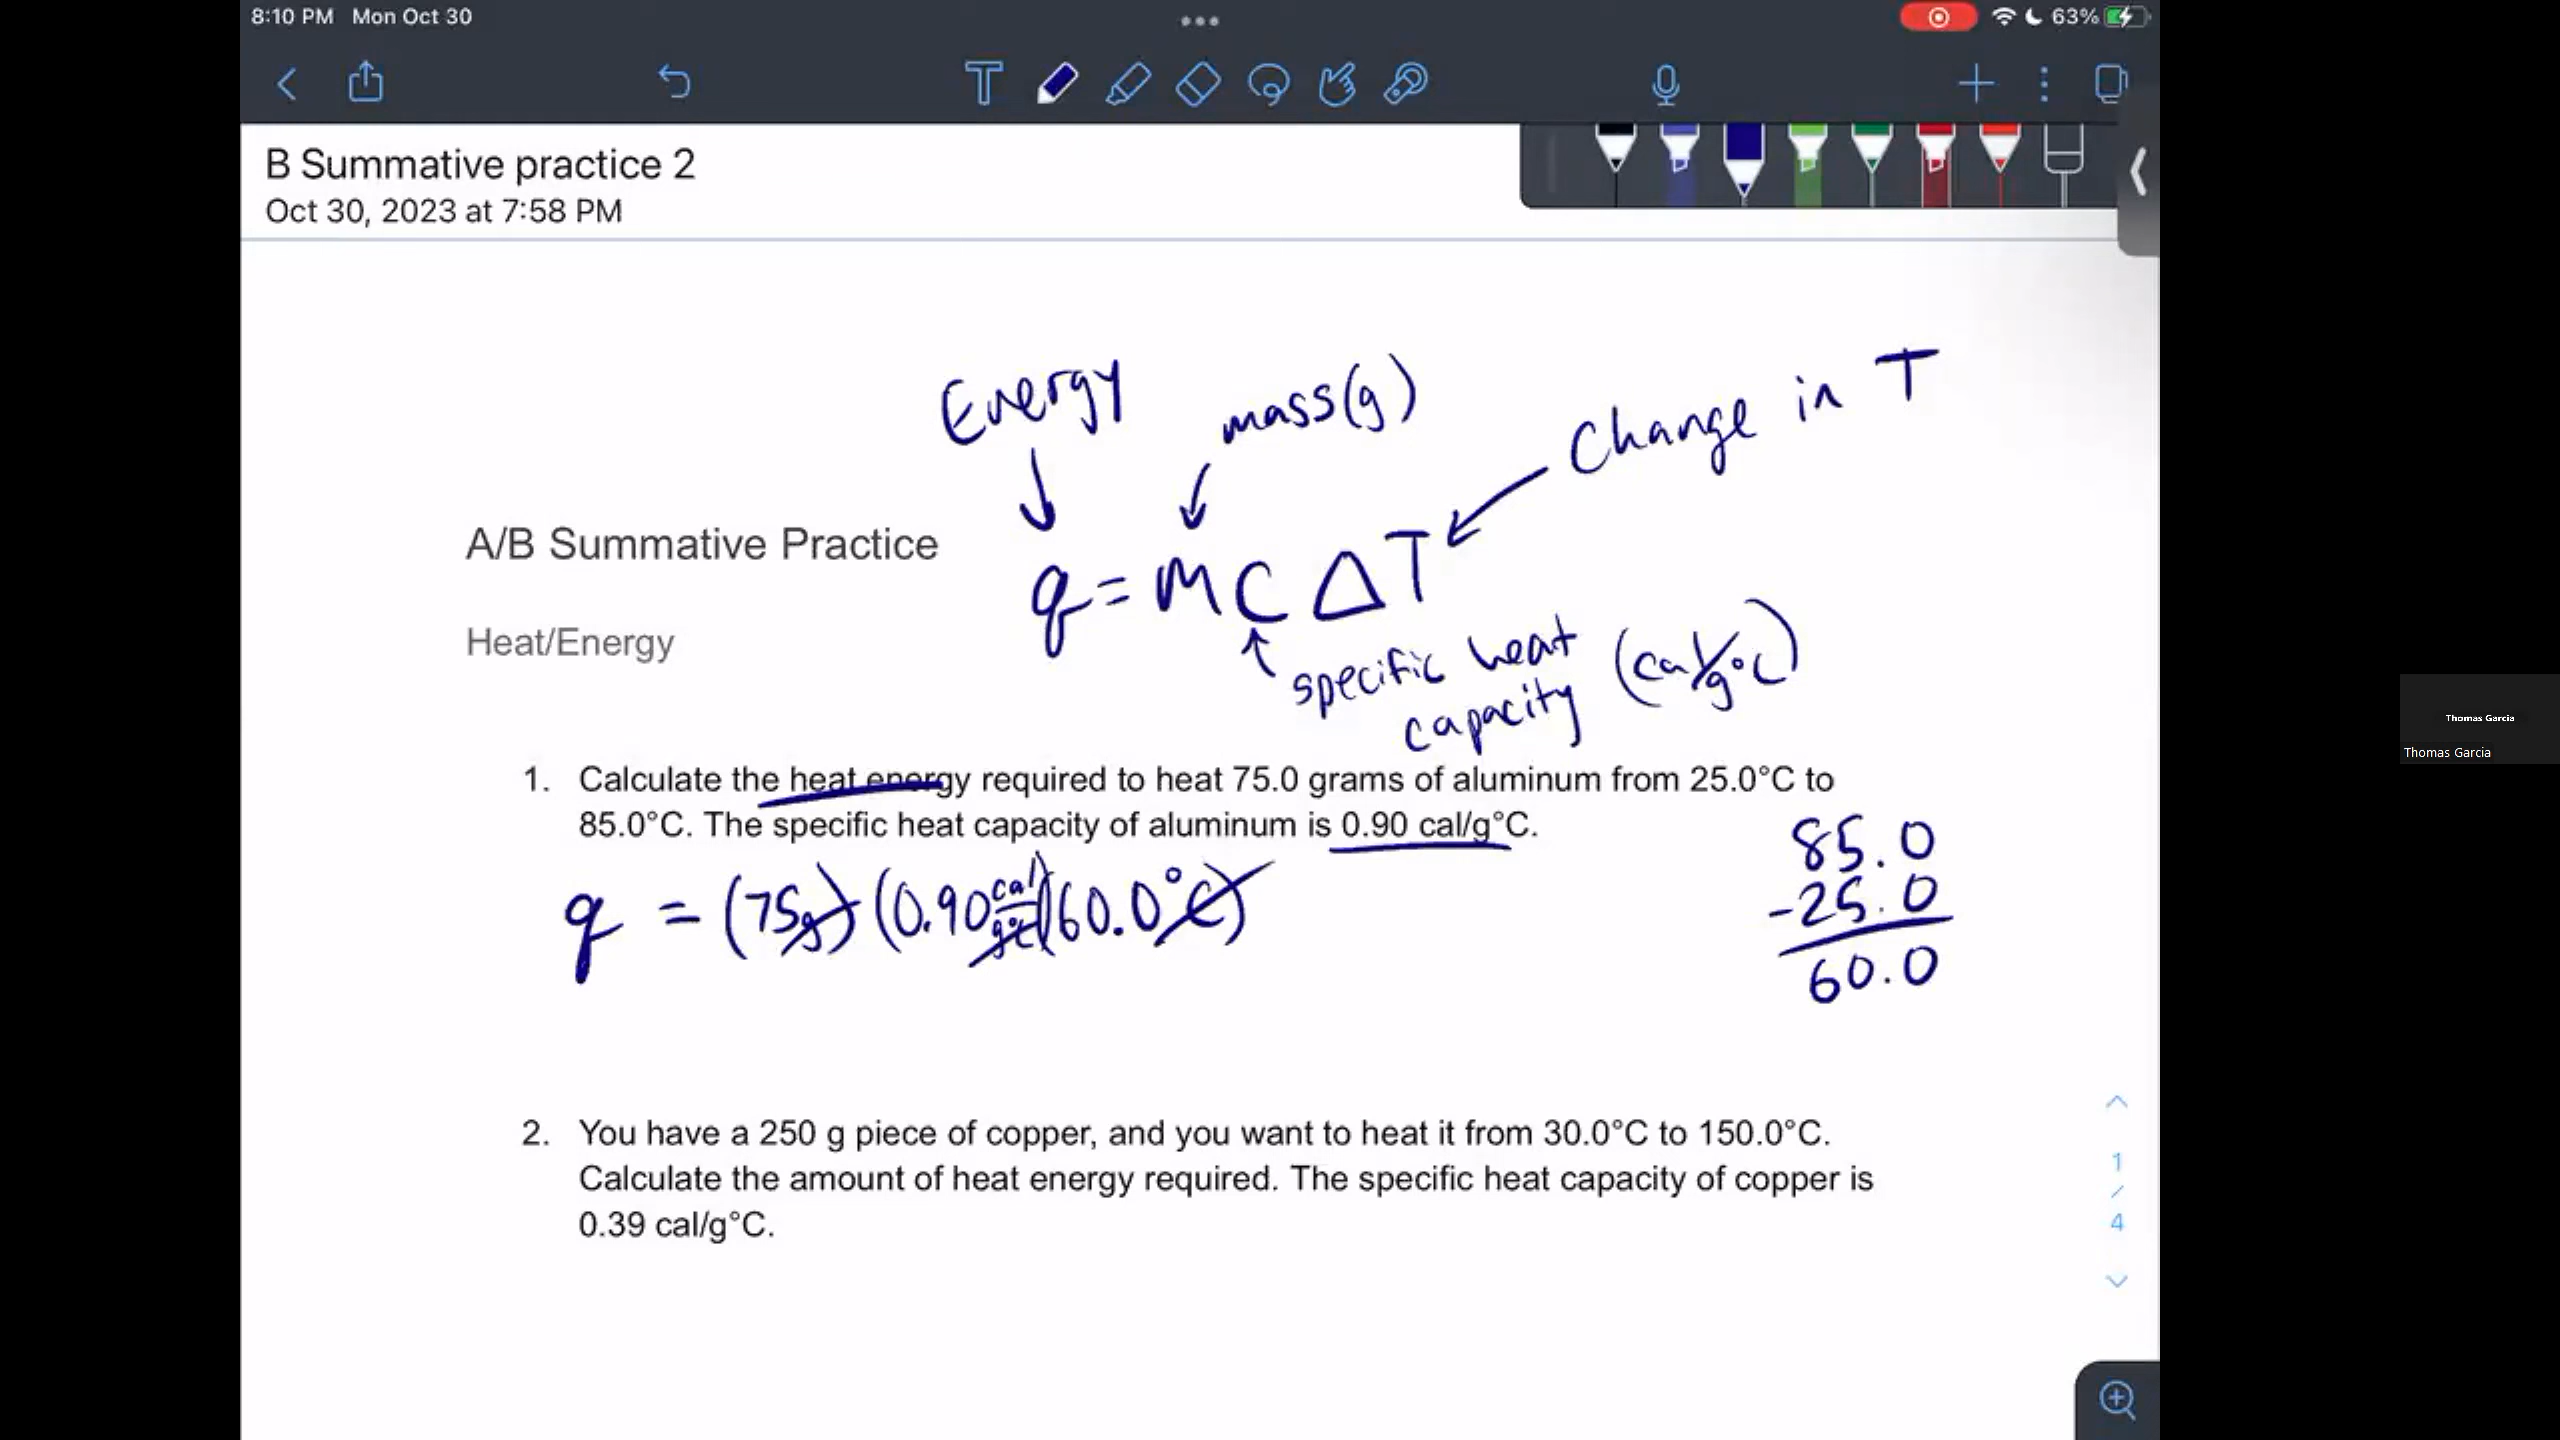 8:10 PM Mon Oct 30
63%
B Summative practice 2
Oct 30, 2023 at 7:58 PM
Energy
mass(g)
Change in T
A/B Summative Practice
q = m C Δ T
Heat/Energy
specific heat capacity (cal/g°C)
1. Calculate the heat energy required to heat 75.0 grams of aluminum from 25.0°C to
85.0°C. The specific heat capacity of aluminum is 0.90 cal/g°C.
q = (75g) (0.90 cal/g°C)(60.0°C)
85.0
-25.0
60.0
2. You have a 250 g piece of copper, and you want to heat it from 30.0°C to 150.0°C.
Calculate the amount of heat energy required. The specific heat capacity of copper is
0.39 cal/g°C.
1
/
4
Thomas Garcia
Thomas Garcia